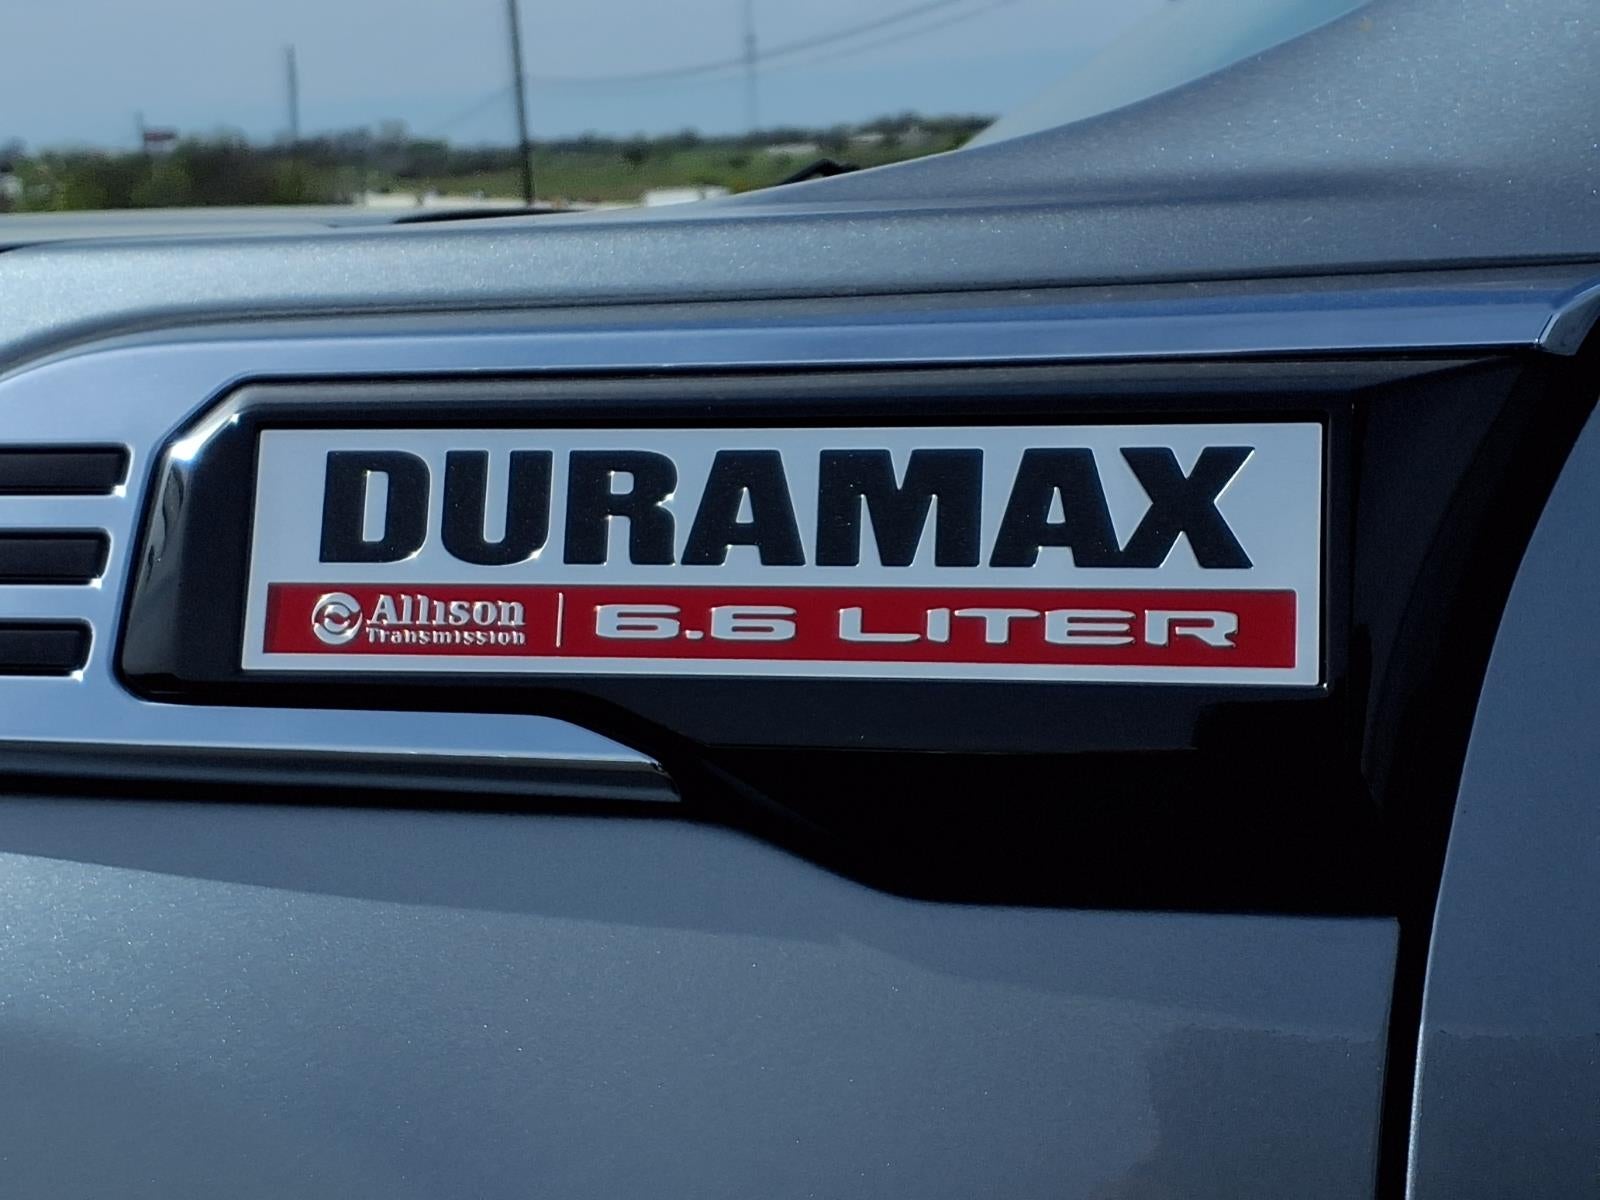 DURAMAX
Allison Transmission
6.6 LITER